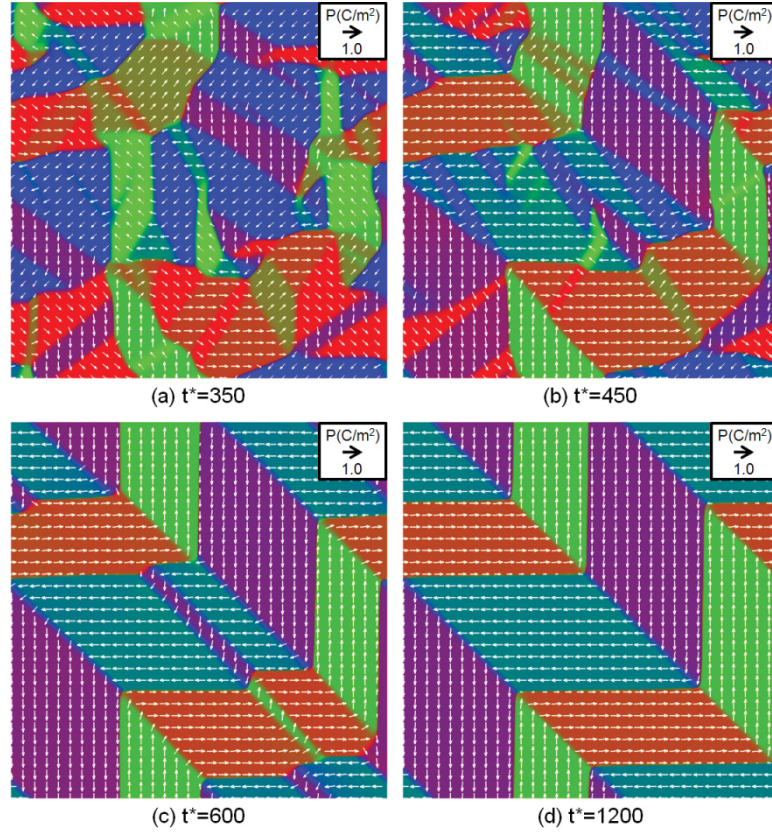 P(C/m²)
1.0
P(C/m²)
1.0
(a) t*=350
(b) t*=450
P(C/m²)
1.0
P(C/m²)
1.0
(c) t*=600
(d) t*=1200